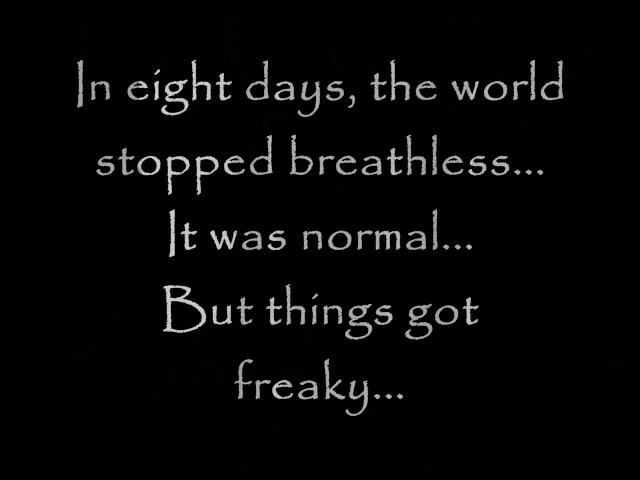 In eight days, the world
stopped breathless...
It was normal...
But things got
freaky...